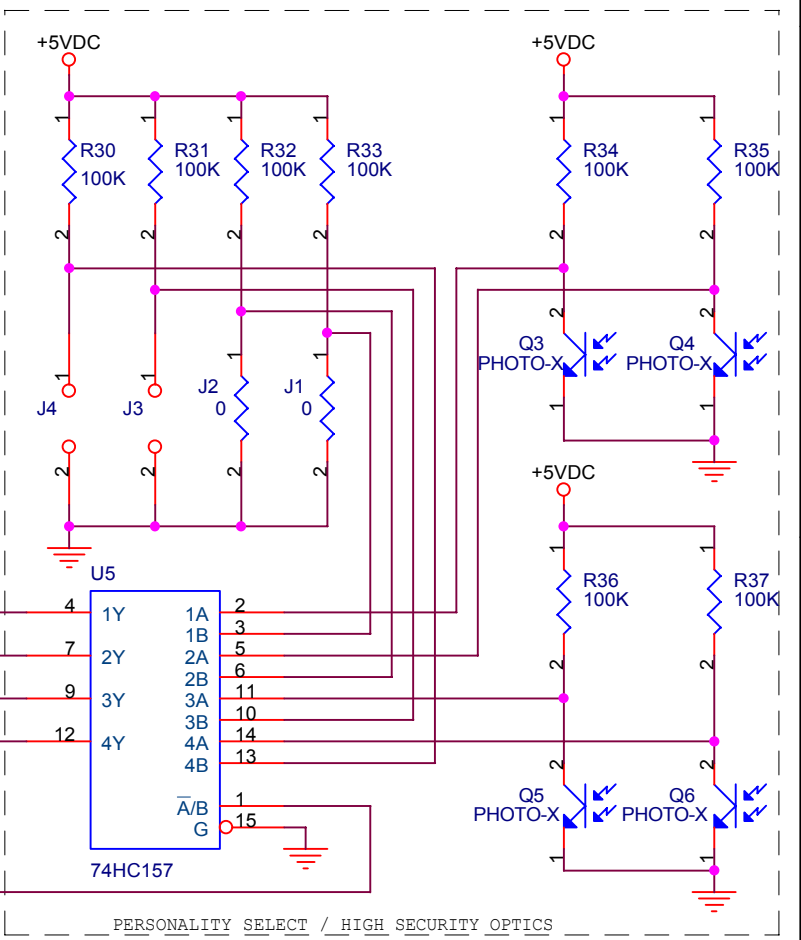 +5VDC
+5VDC
1
1
1
1
1
1
R30
100K
R31
100K
R32
100K
R33
100K
R34
100K
R35
100K
2
2
2
2
2
2
2
2
Q3
PHOTO-X
Q4
PHOTO-X
1
1
J4
1
J3
1
J2
0
1
J1
0
1
2
2
2
2
+5VDC
1
1
R36
100K
R37
100K
2
2
U5
4
1Y
1A
2
1B
3
7
2Y
2A
5
2B
6
9
3Y
3A
11
3B
10
12
4Y
4A
14
4B
13
A̅/B
1
G
15
74HC157
2
2
Q5
PHOTO-X
Q6
PHOTO-X
1
1
PERSONALITY SELECT / HIGH SECURITY OPTICS